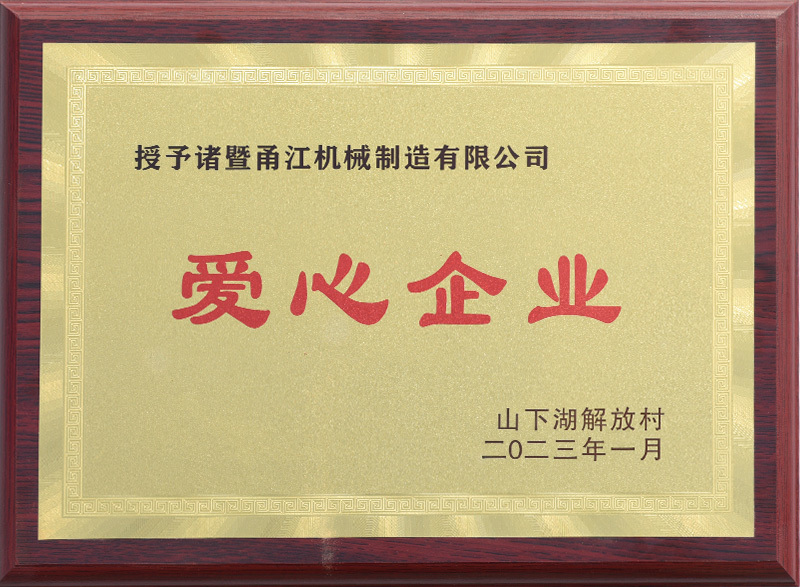 授予诸暨甬江机械制造有限公司
爱心企业
山下湖解放村
二〇二三年一月